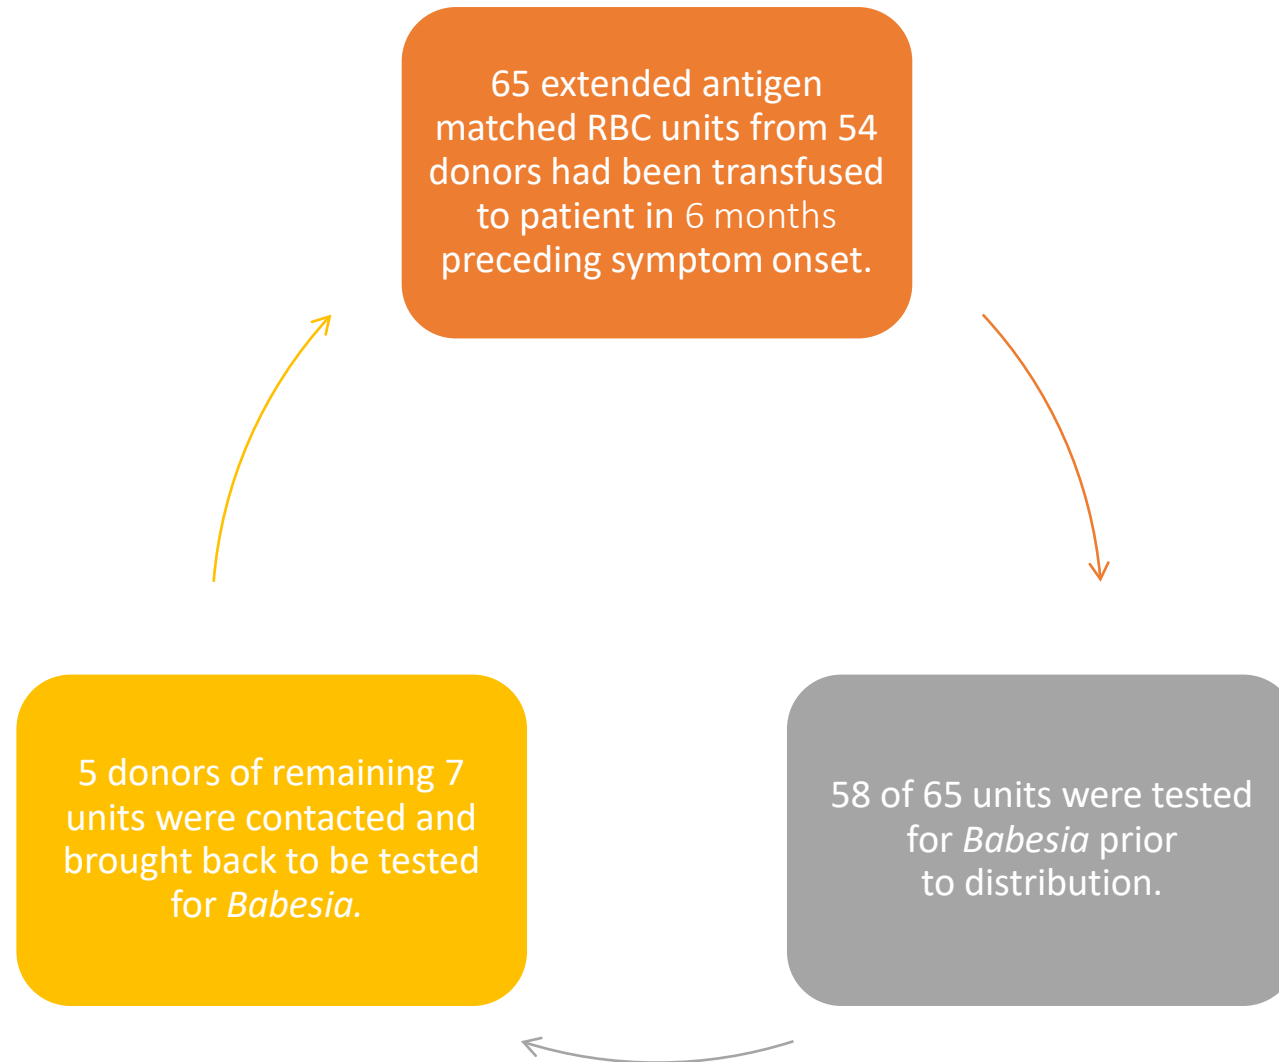 65 extended antigen
matched RBC units from 54
donors had been transfused
to patient in 6 months
preceding symptom onset.
58 of 65 units were tested
for Babesia prior
to distribution.
5 donors of remaining 7
units were contacted and
brought back to be tested
for Babesia.